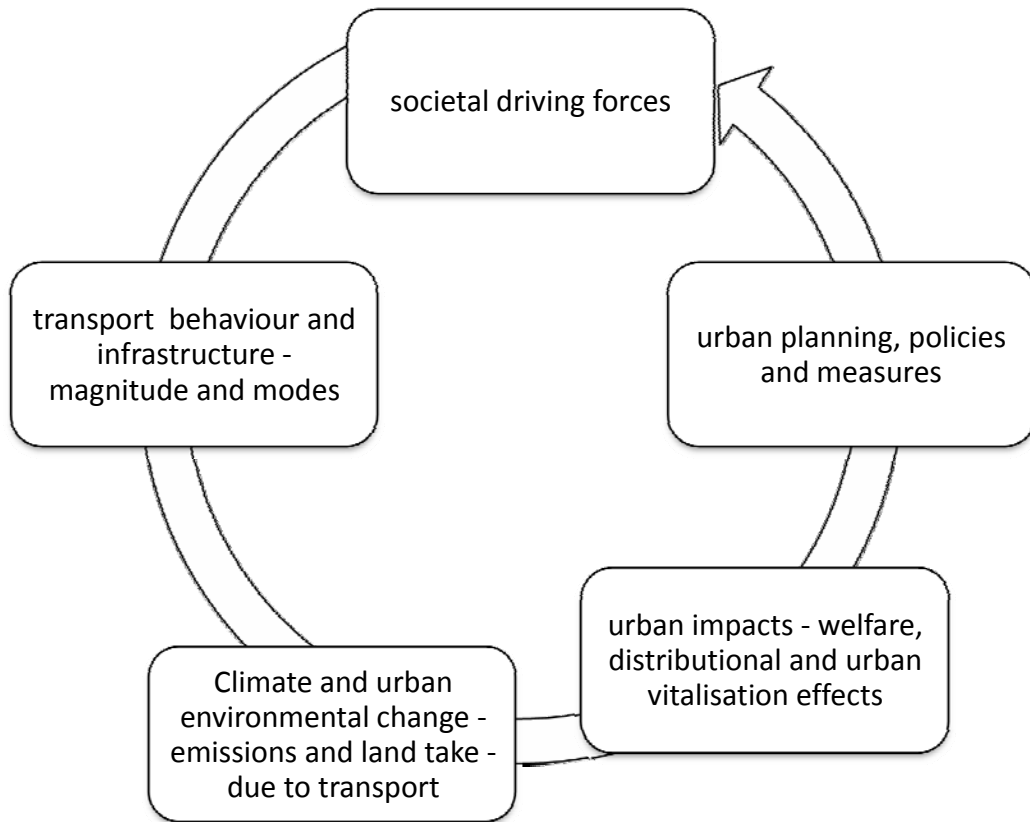 societal driving forces
transport behaviour and
infrastructure -
magnitude and modes
urban planning, policies
and measures
Climate and urban
environmental change -
emissions and land take -
due to transport
urban impacts - welfare,
distributional and urban
vitalisation effects